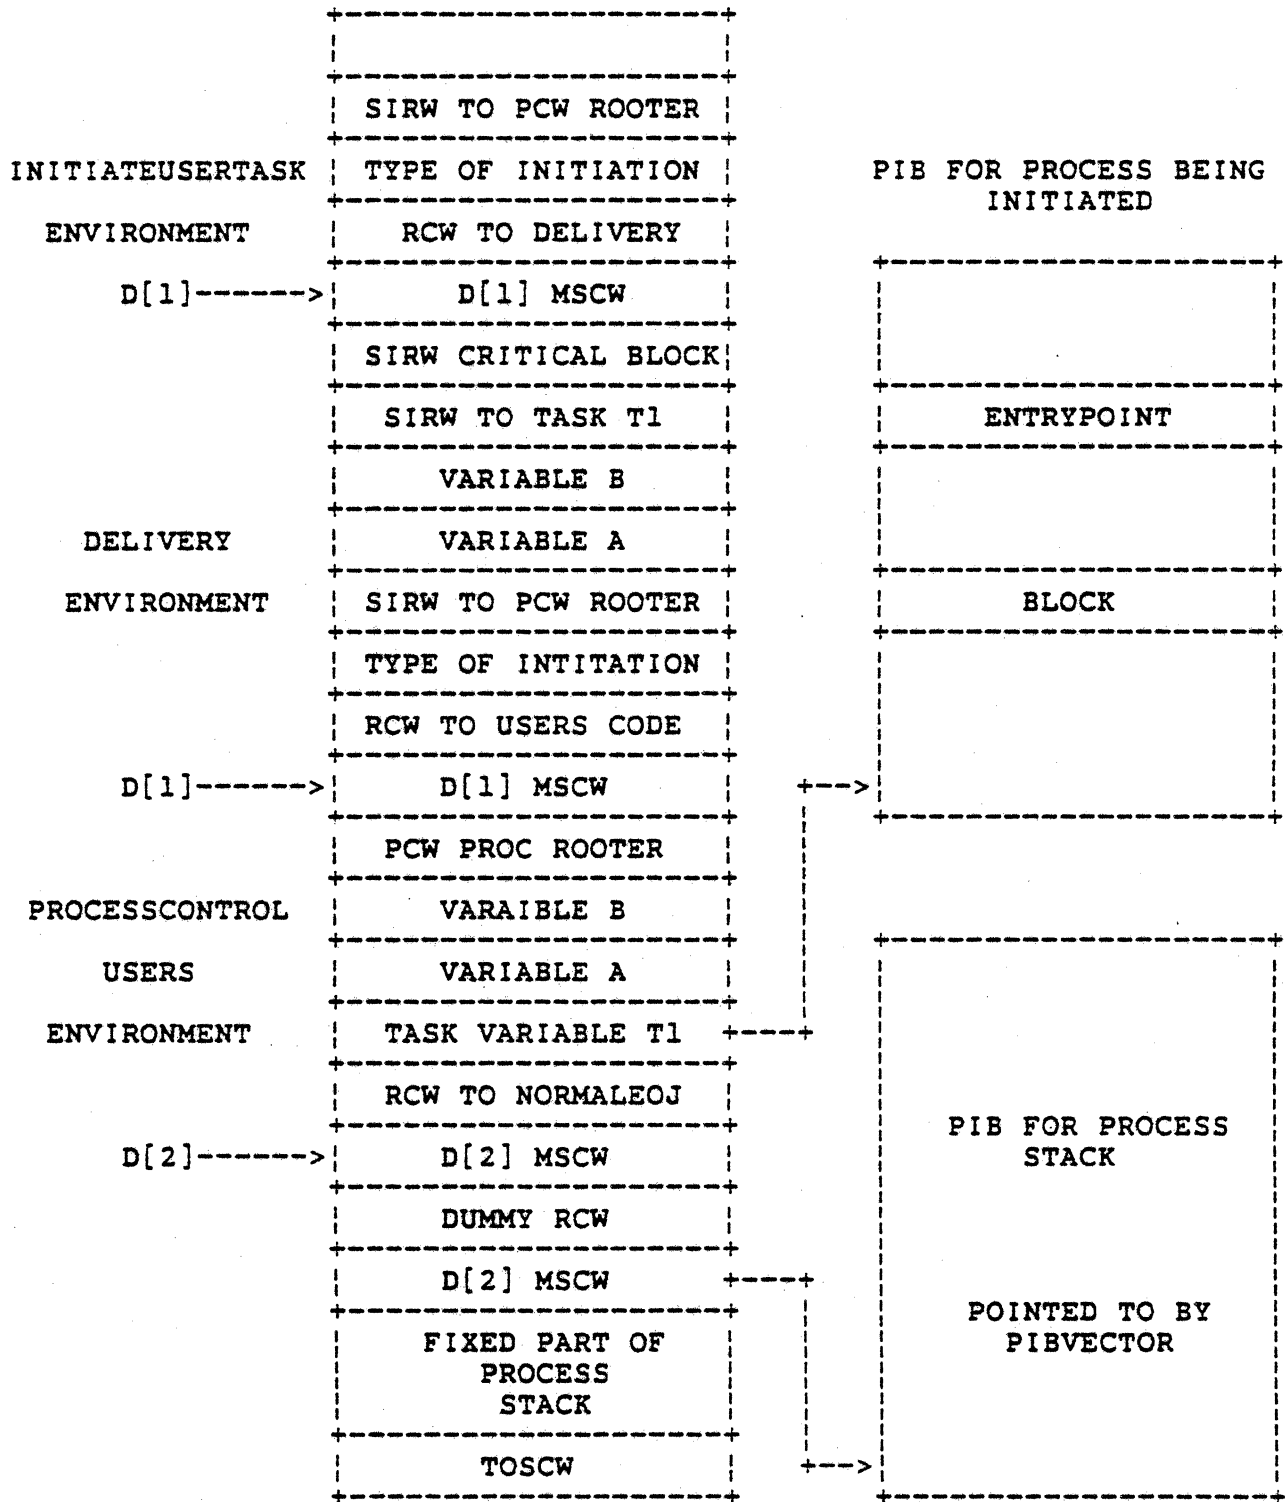 SIRW TO PCW ROOTER
INITIATEUSERTASK TYPE OF INITIATION PIB FOR PROCESS BEING
INITIATED
ENVIRONMENT RCW TO DELIVERY
D[1]------> D[1] MSCW
SIRW CRITICAL BLOCK
SIRW TO TASK T1 ENTRYPOINT
VARIABLE B
DELIVERY VARIABLE A
ENVIRONMENT SIRW TO PCW ROOTER BLOCK
TYPE OF INTITATION
RCW TO USERS CODE
D[1]------> D[1] MSCW +-->
PCW PROC ROOTER
PROCESSCONTROL VARAIBLE B
USERS VARIABLE A
ENVIRONMENT TASK VARIABLE T1 +----+
RCW TO NORMALEOJ
PIB FOR PROCESS
D[2]------> D[2] MSCW STACK
DUMMY RCW
D[2] MSCW +----+
POINTED TO BY
FIXED PART OF PIBVECTOR
PROCESS
STACK
TOSCW +-->